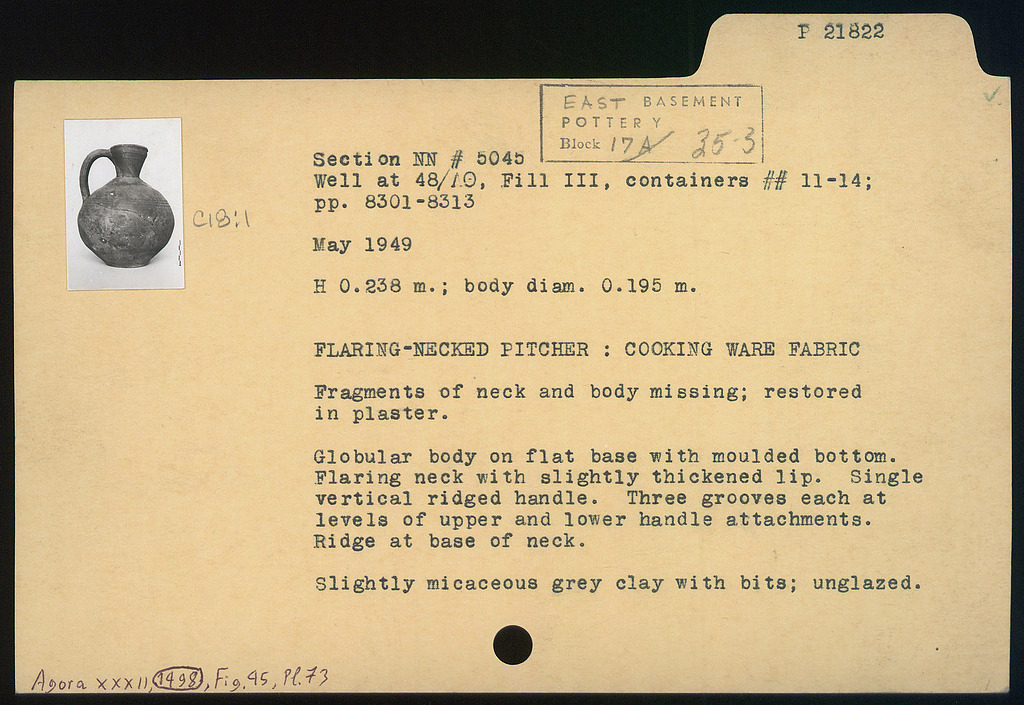 P 21822
EAST BASEMENT
POTTERY
Block 17A 35-3
Section NN # 5045
Well at 48/10, Fill III, containers ## 11-14;
pp. 8301-8313
C18:1
May 1949
H 0.238 m.; body diam. 0.195 m.
FLARING-NECKED PITCHER : COOKING WARE FABRIC
Fragments of neck and body missing; restored
in plaster.
Globular body on flat base with moulded bottom.
Flaring neck with slightly thickened lip. Single
vertical ridged handle. Three grooves each at
levels of upper and lower handle attachments.
Ridge at base of neck.
Slightly micaceous grey clay with bits; unglazed.
Agora XXXII, 1498, Fig. 45, Pl. 73